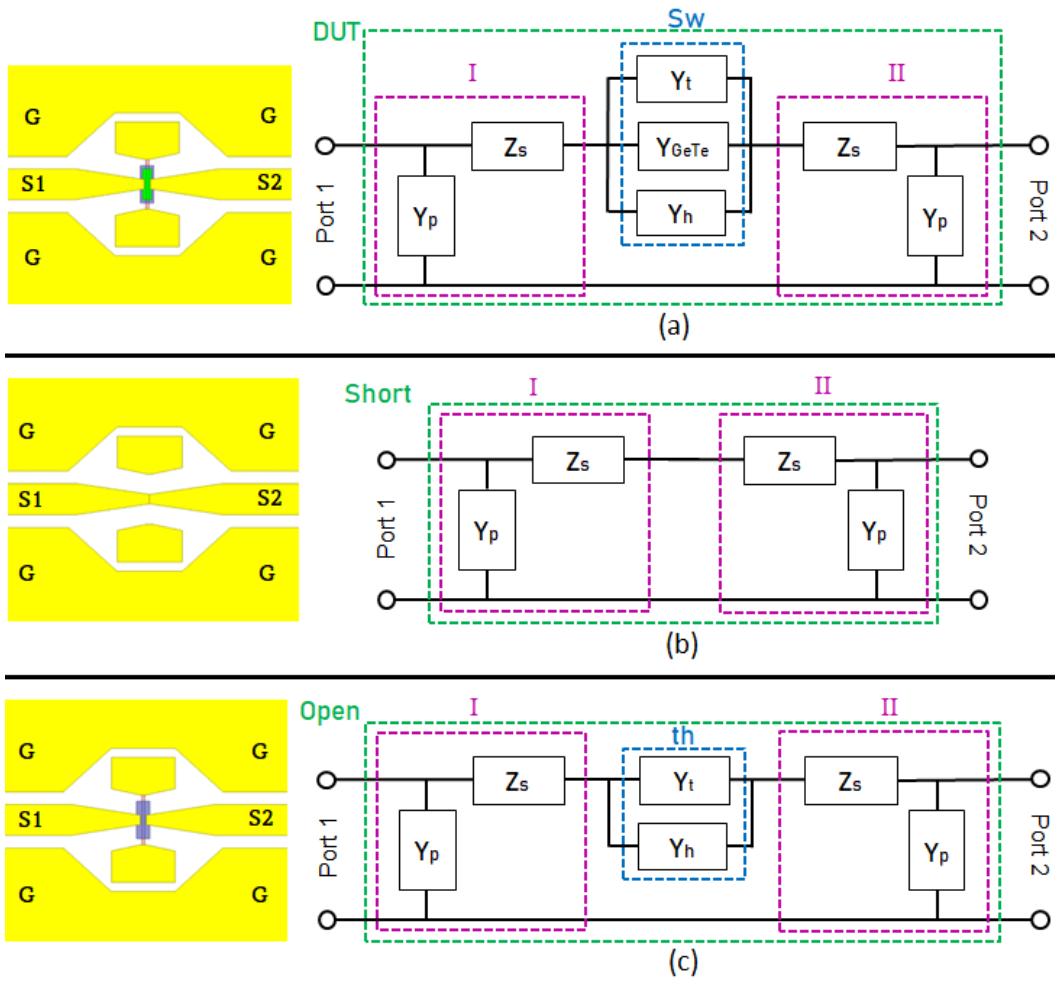 DUT
Sw
I
II
G
G
S1
S2
G
G
Port 1
Yp
Zs
Yt
YGeTe
Yh
Zs
Yp
Port 2
(a)
Short
I
II
G
G
S1
S2
G
G
Port 1
Yp
Zs
Zs
Yp
Port 2
(b)
Open
I
th
II
G
G
S1
S2
G
G
Port 1
Yp
Zs
Yt
Yh
Zs
Yp
Port 2
(c)